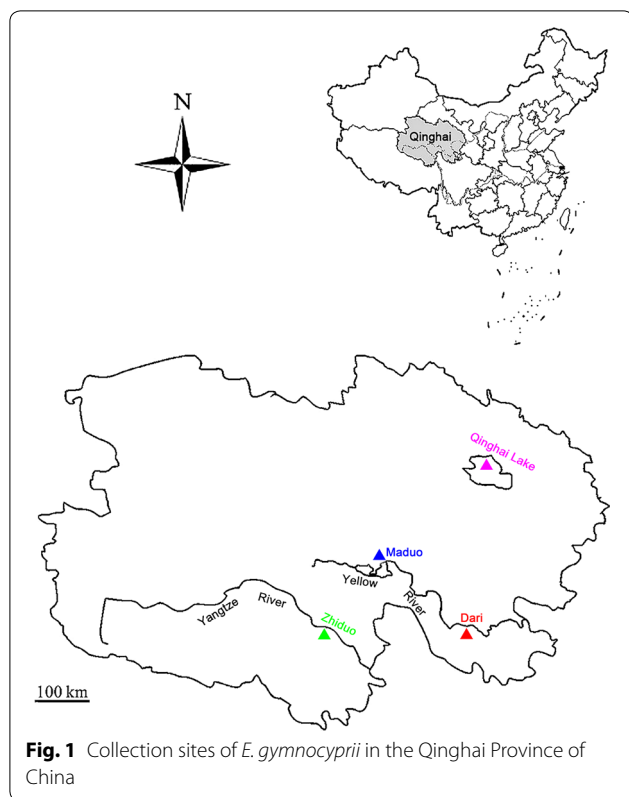 N
Qinghai
Qinghai Lake
Maduo
Yellow
River
Yangtze
River
Zhiduo
Dari
100 km
Fig. 1 Collection sites of E. gymnocyprii in the Qinghai Province of
China